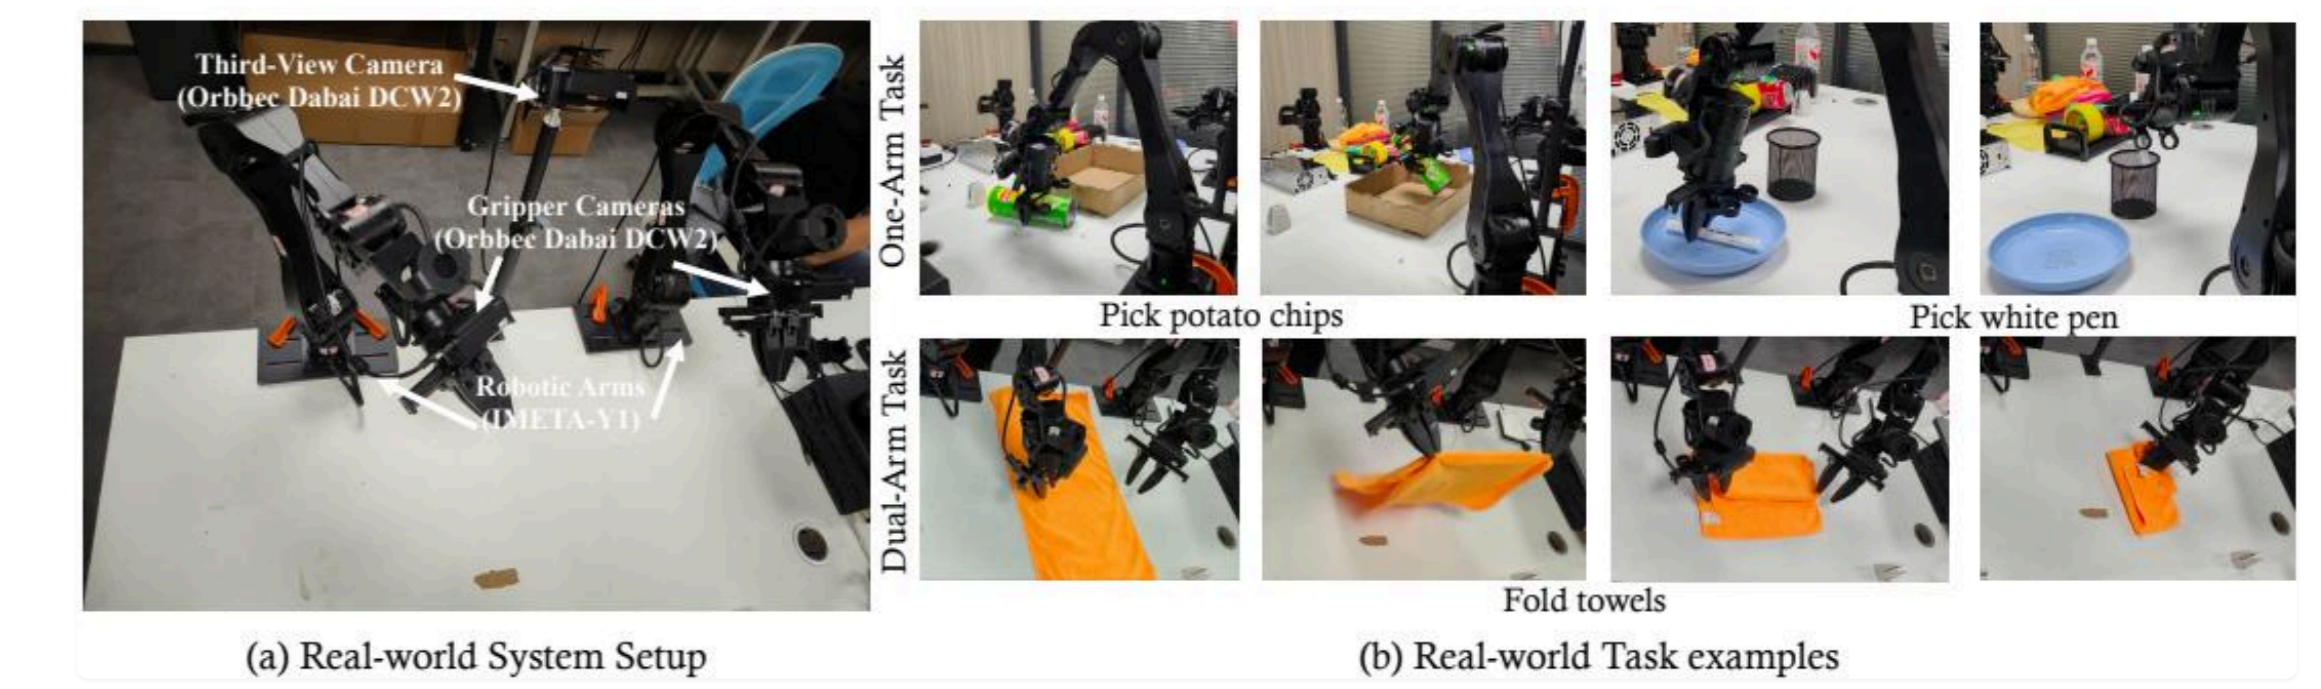 Third-View Camera
(Orbbec Dabai DCW2)
Gripper Cameras
(Orbbec Dabai DCW2)
Robotic Arms
(IMETA-Y1)
(a) Real-world System Setup
One-Arm Task
Pick potato chips
Pick white pen
Dual-Arm Task
Fold towels
(b) Real-world Task examples